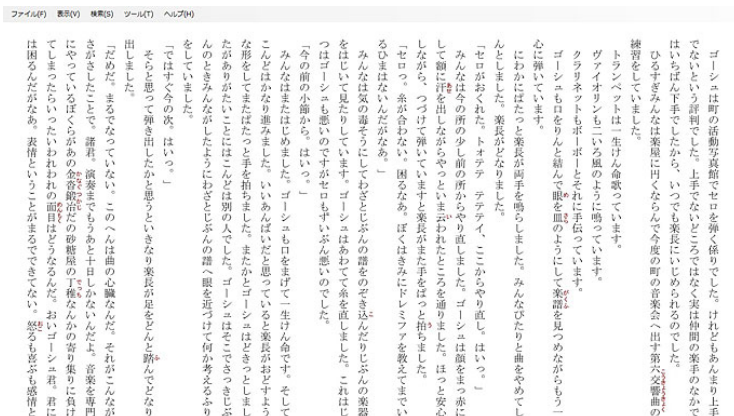 ファイル(F) 表示(V) 検索(S) ツール(T) ヘルプ(H)
ゴーシュは町の活動写真館でセロを弾く係りでした。けれどもあんまり上手
でないという評判でした。上手でないどころではなく実は仲間の楽手のなかで
はいちばん下手でしたから、いつでも楽長にいじめられるのでした。
ひるすぎみんなは楽屋に円くならんで今度の町の音楽会へ出す第六交響曲の
練習をしていました。
トランペットは一生けん命歌っています。
ヴァイオリンも二いろ風のように鳴っています。
クラリネットもボーボーとそれに手伝っています。
ゴーシュも口をりんと結んで眼を皿のようにして楽譜を見つめながらもう一
心に弾いています。
にわかにぱたっと楽長が両手を鳴らしました。みんなぴたりと曲をやめてし
んとしました。楽長がどなりました。
「セロがおくれた。トォテテ テテテイ、ここからやり直し。はいっ。」
みんなは今の所の少し前の所からやり直しました。ゴーシュは顔をまっ赤に
して額に汗を出しながらやっといま云われたところを通りました。ほっと安心
しながら、つづけて弾いていますと楽長がまた手をぱっと拍ちました。
「セロっ。糸が合わない。困るなあ。ぼくはきみにドレミファを教えてまでい
るひまはないんだがなあ。」
みんなは気の毒そうにしてわざとじぶんの譜をのぞき込んだりじぶんの楽器
をはじいて見たりしています。ゴーシュはあわてて糸を直しました。これはじ
つはゴーシュも悪いのですがセロもずいぶん悪いのでした。
「今の前の小節から。はいっ。」
みんなはまたはじめました。ゴーシュも口をまげて一生けん命です。そして
こんどはかなり進みました。いいあんばいだと思っていると楽長がおどすよう
な形をしてまたぱたっと手を拍ちました。またかとゴーシュはどきっとしまし
たがありがたいことにはこんどは別の人でした。ゴーシュはそこでさっきじぶ
んのときみんながしたようにわざとじぶんの譜へ眼を近づけて何か考えるふり
をしていました。
「ではすぐ今の次。はいっ。」
そらと思って弾き出したかと思うといきなり楽長が足をどんと踏んでどなり
出しました。
「だめだ。まるでなっていない。このへんは曲の心臓なんだ。それがこんなが
さがさしたことで。諸君。演奏までもうあと十日しかないんだよ。音楽を専門
にやっているぼくらがあの金沓鍛冶だの砂糖屋の丁稚なんかの寄り集りに負け
てしまったらいったいわれわれの面目はどうなるんだ。おいゴーシュ君。君に
は困るんだがなあ。表情ということがまるでできてない。怒るも喜ぶも感情